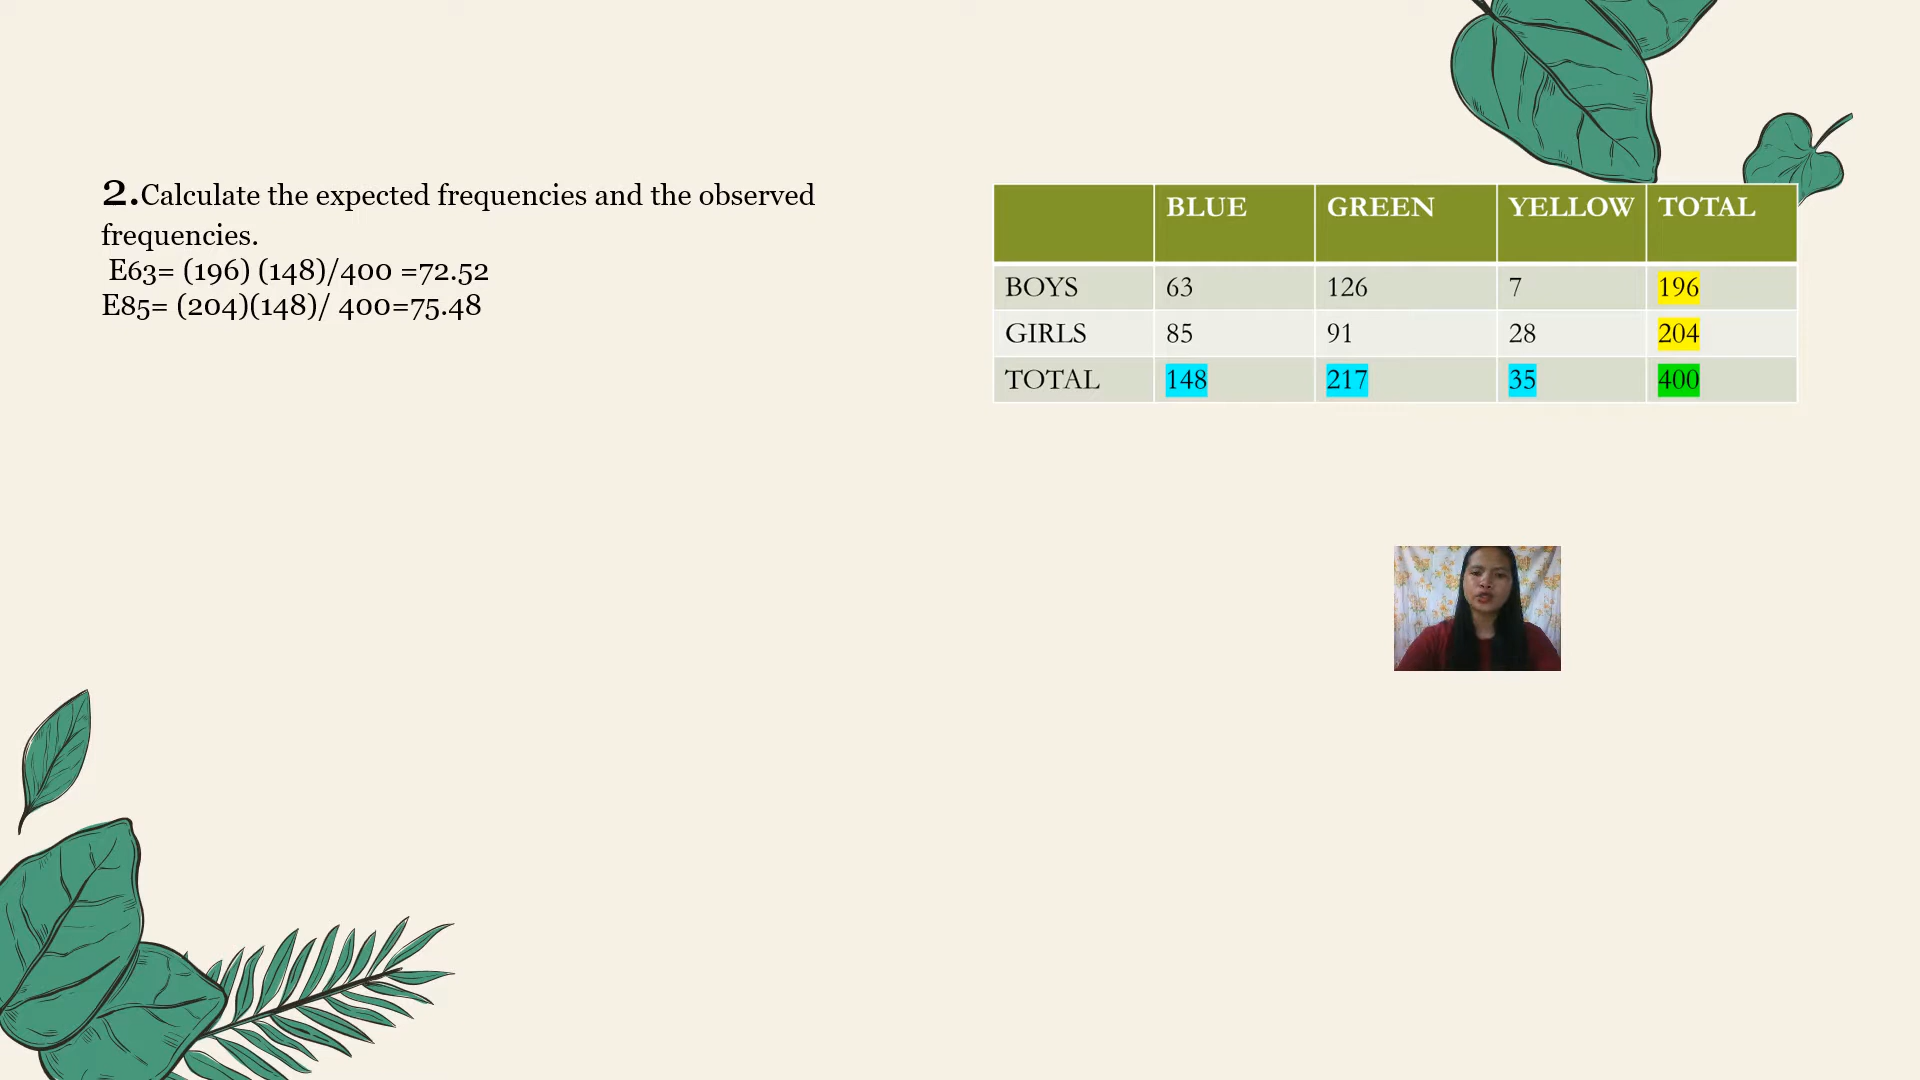 2.Calculate the expected frequencies and the observed
frequencies.
E63= (196) (148)/400 =72.52
E85= (204)(148)/ 400=75.48
BLUE GREEN YELLOW TOTAL
BOYS 63 126 7 196
GIRLS 85 91 28 204
TOTAL 148 217 35 400